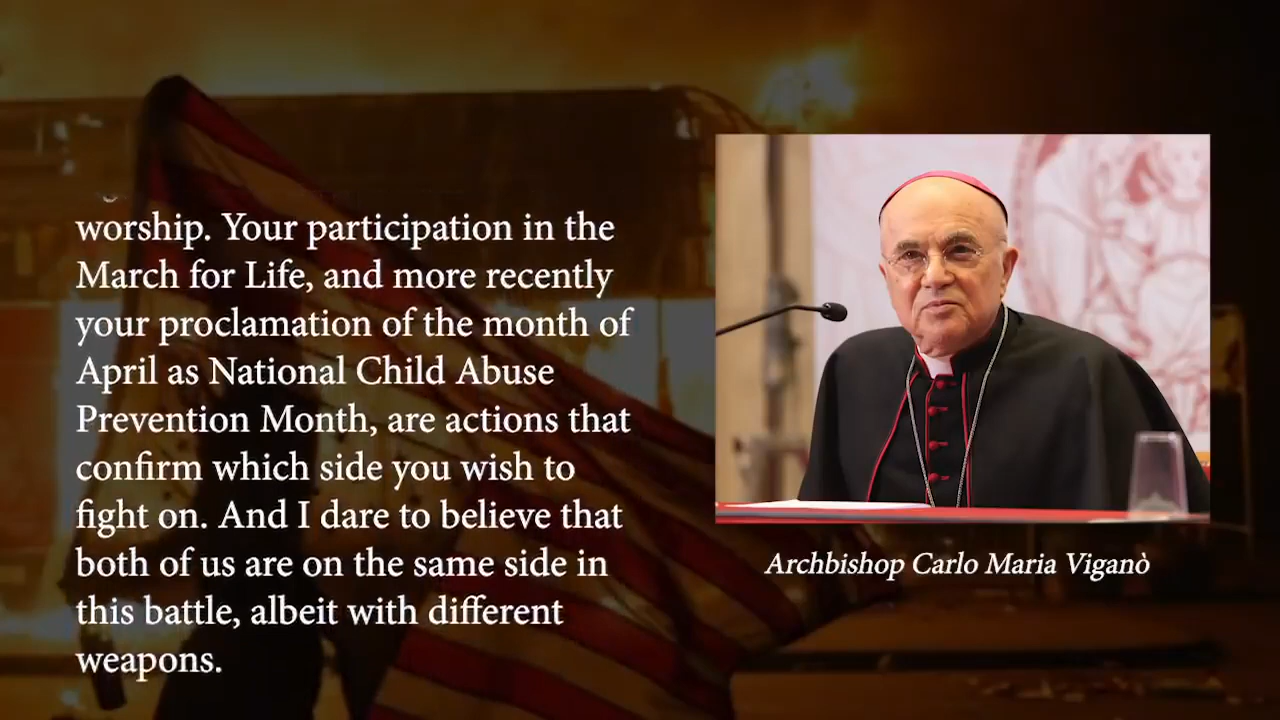 worship. Your participation in the
March for Life, and more recently
your proclamation of the month of
April as National Child Abuse
Prevention Month, are actions that
confirm which side you wish to
fight on. And I dare to believe that
both of us are on the same side in
this battle, albeit with different
weapons.
Archbishop Carlo Maria Viganò